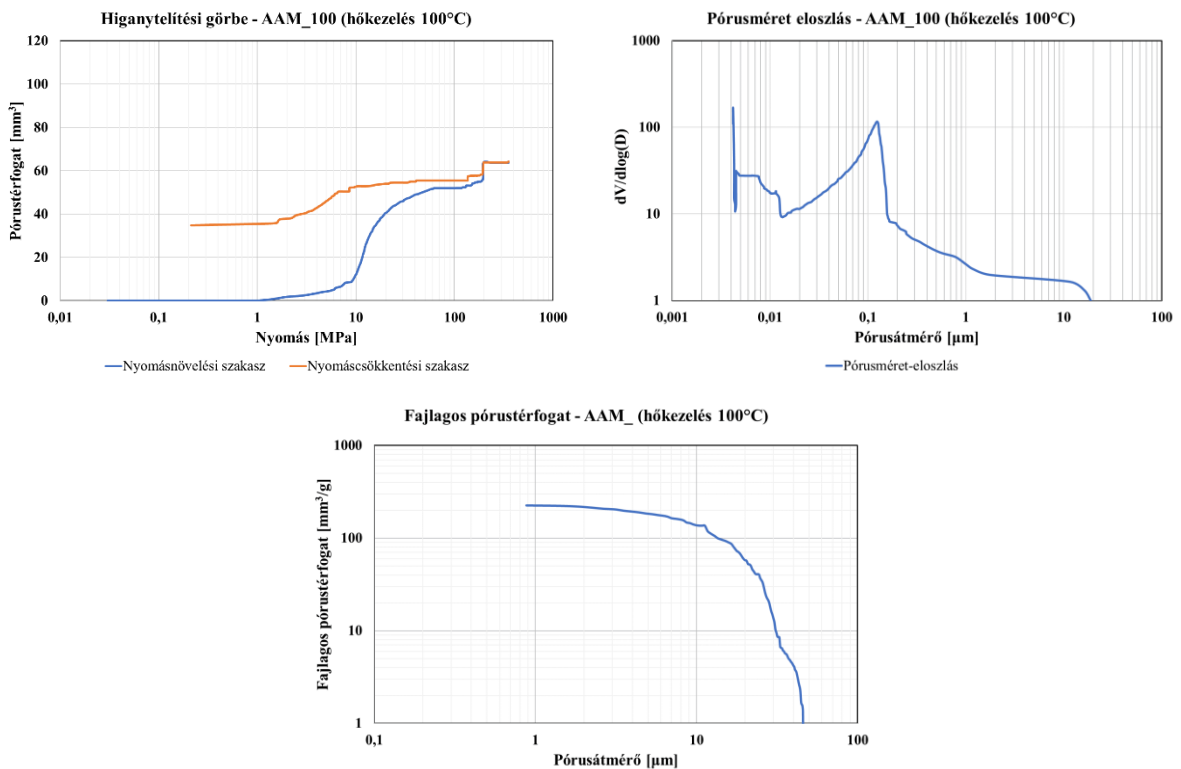 Higanytelítési görbe - AAM_100 (hőkezelés 100°C)
120
100
80
60
40
20
0
Pórustérfogat [mm³]
0,01 0,1 1 10 100 1000
Nyomás [MPa]
Nyomásnövelési szakasz Nyomáscsökkentési szakasz
Pórusméret eloszlás - AAM_100 (hőkezelés 100°C)
1000
100
10
1
dV/dlog(D)
0,001 0,01 0,1 1 10 100
Pórusátmérő [µm]
Pórusméret-eloszlás
Fajlagos pórustérfogat - AAM_ (hőkezelés 100°C)
1000
100
10
1
Fajlagos pórustérfogat [mm³/g]
0,1 1 10 100
Pórusátmérő [µm]